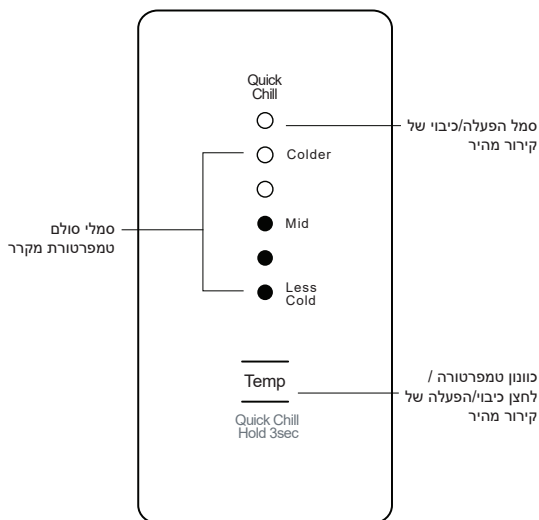 Quick
Chill
סמל הפעלה/כיבוי של
קירור מהיר
Colder
סמלי סולם
טמפרטורת מקרר
Mid
Less
Cold
Temp
כוונון טמפרטורה /
לחצן כיבוי/הפעלה של
קירור מהיר
Quick Chill
Hold 3sec